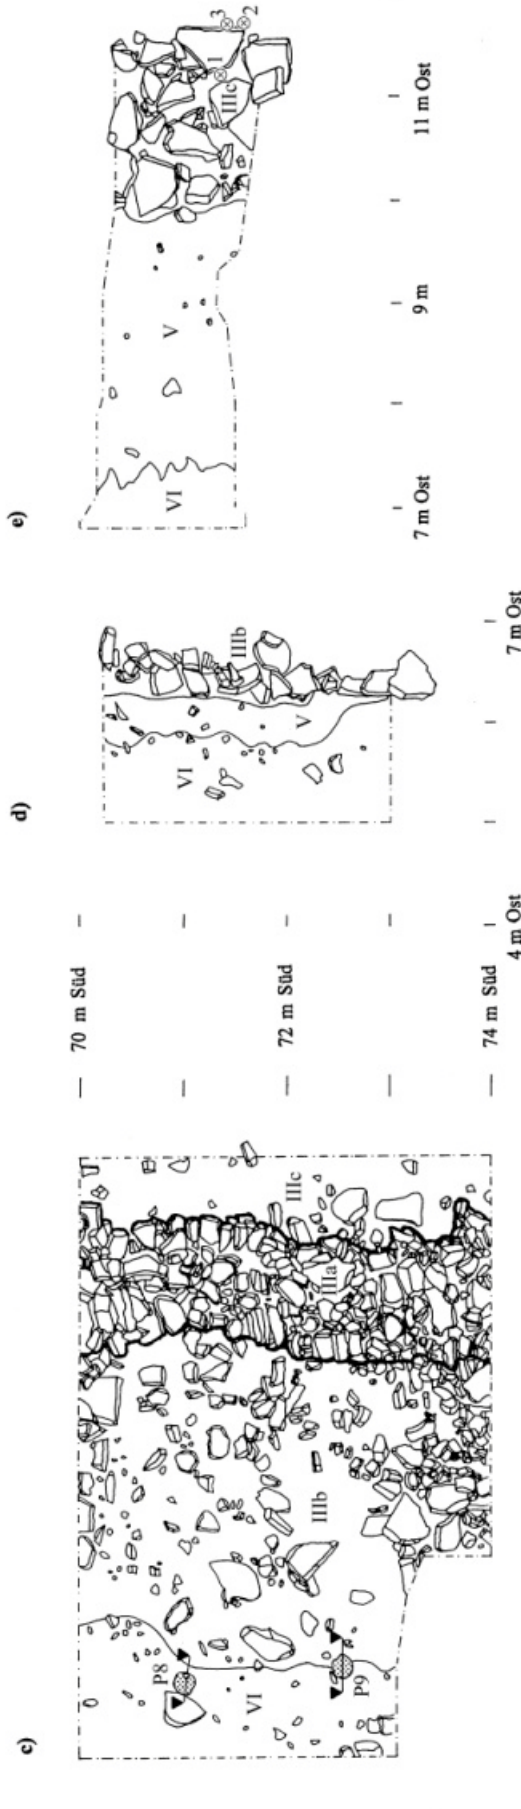 c)
P8
VI
P9
IIIb
IIIa
IIIc
70 m Süd
72 m Süd
74 m Süd
4 m Ost
7 m Ost
d)
VI
V
IIIb
e)
VI
V
IIIc
1
3
2
7 m Ost
9 m
11 m Ost